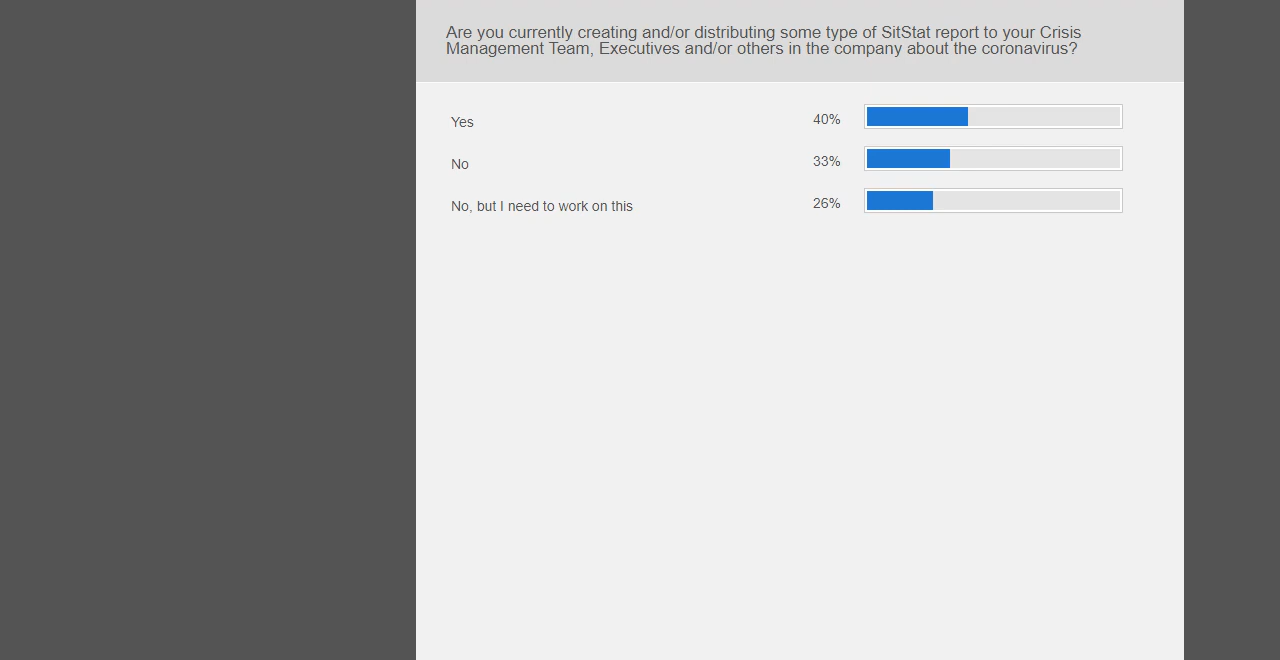 Are you currently creating and/or distributing some type of SitStat report to your Crisis
Management Team, Executives and/or others in the company about the coronavirus?
Yes 40%
No 33%
No, but I need to work on this 26%